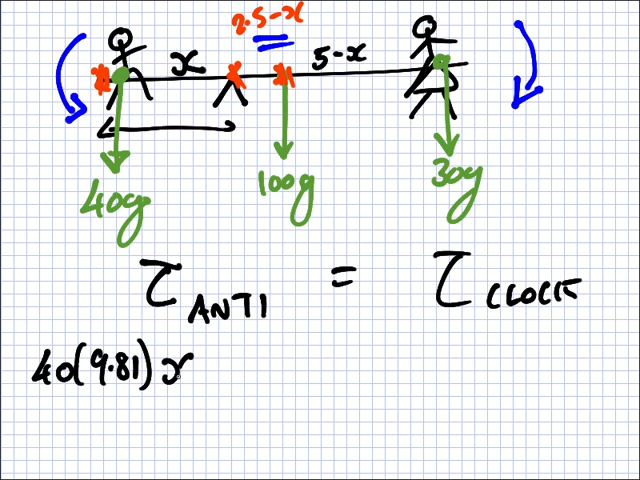 2.5-x
x
5-x
40g
100g
30g
τ ANTI = τ CLOCK
40(9.81)x